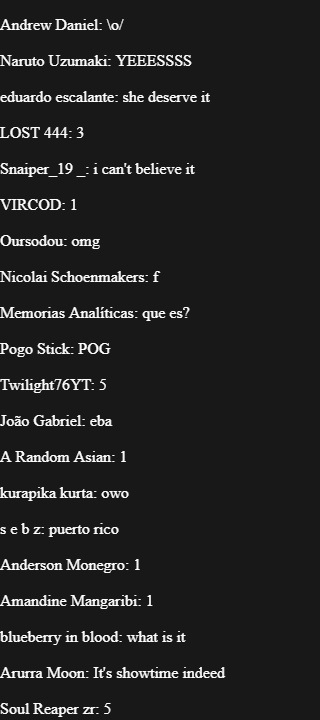 Andrew Daniel: \o/
Naruto Uzumaki: YEEESSSS
eduardo escalante: she deserve it
LOST 444: 3
Snaiper_19 _: i can't believe it
VIRCOD: 1
Oursodou: omg
Nicolai Schoenmakers: f
Memorias Analíticas: que es?
Pogo Stick: POG
Twilight76YT: 5
João Gabriel: eba
A Random Asian: 1
kurapika kurta: owo
s e b z: puerto rico
Anderson Monegro: 1
Amandine Mangaribi: 1
blueberry in blood: what is it
Arurra Moon: It's showtime indeed
Soul Reaper zr: 5